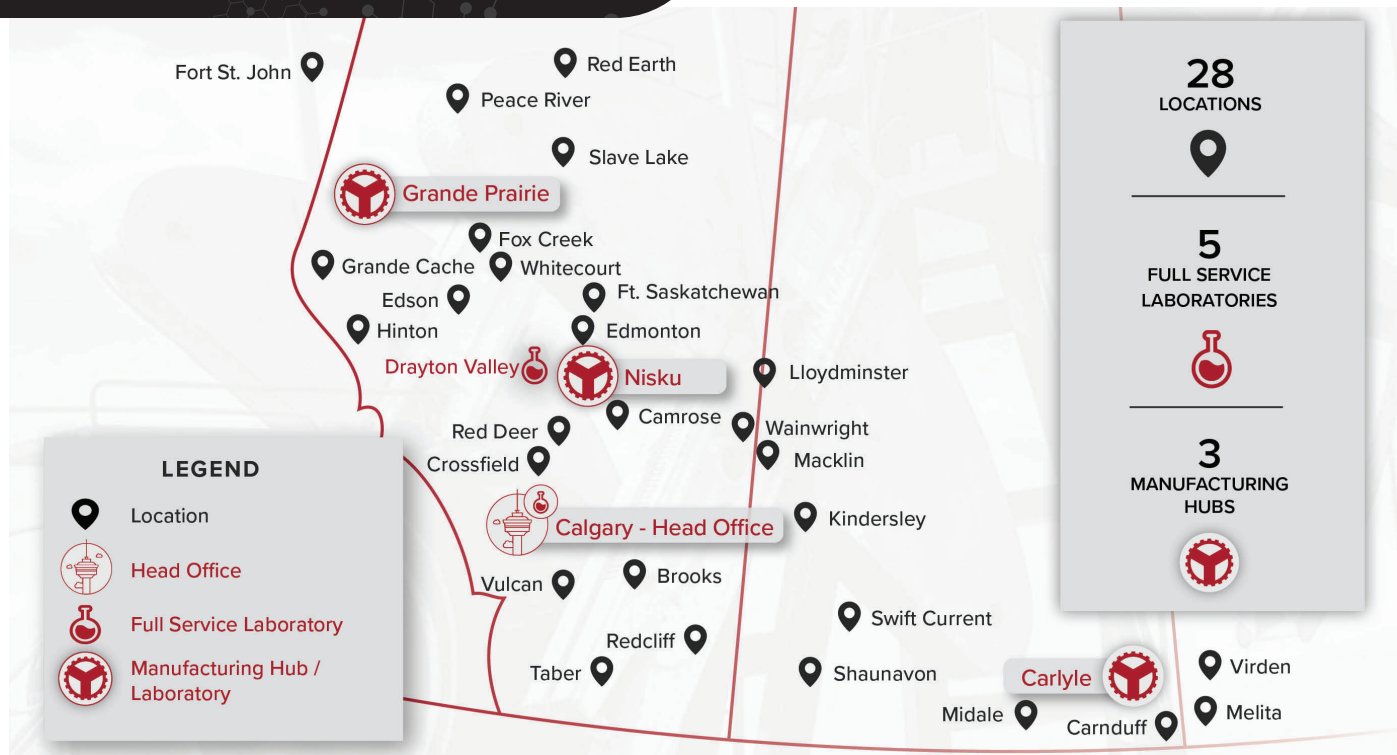 Fort St. John
Red Earth
Peace River
Slave Lake
Grande Prairie
Fox Creek
Grande Cache
Whitecourt
Edson
Ft. Saskatchewan
Hinton
Edmonton
Drayton Valley
Nisku
Lloydminster
Camrose
Red Deer
Wainwright
Crossfield
Macklin
Calgary - Head Office
Kindersley
Vulcan
Brooks
Swift Current
Redcliff
Taber
Shaunavon
Carlyle
Virden
Midale
Carnduff
Melita
28
LOCATIONS
5
FULL SERVICE
LABORATORIES
3
MANUFACTURING
HUBS
LEGEND
Location
Head Office
Full Service Laboratory
Manufacturing Hub /
Laboratory